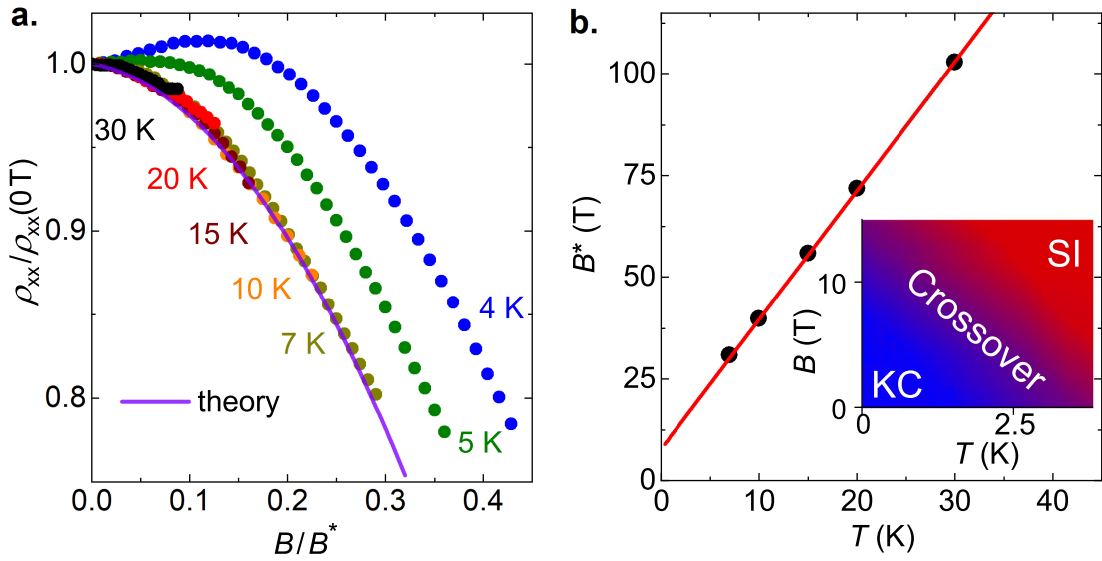 a.
1.0
0.9
0.8
ρxx/ρxx(0T)
30 K
20 K
15 K
10 K
7 K
4 K
5 K
theory
0.0
0.1
0.2
0.3
0.4
B/B*
b.
100
75
50
25
0
B* (T)
0
10
20
30
40
T (K)
SI
Crossover
KC
10
0
B (T)
0
2.5
T (K)